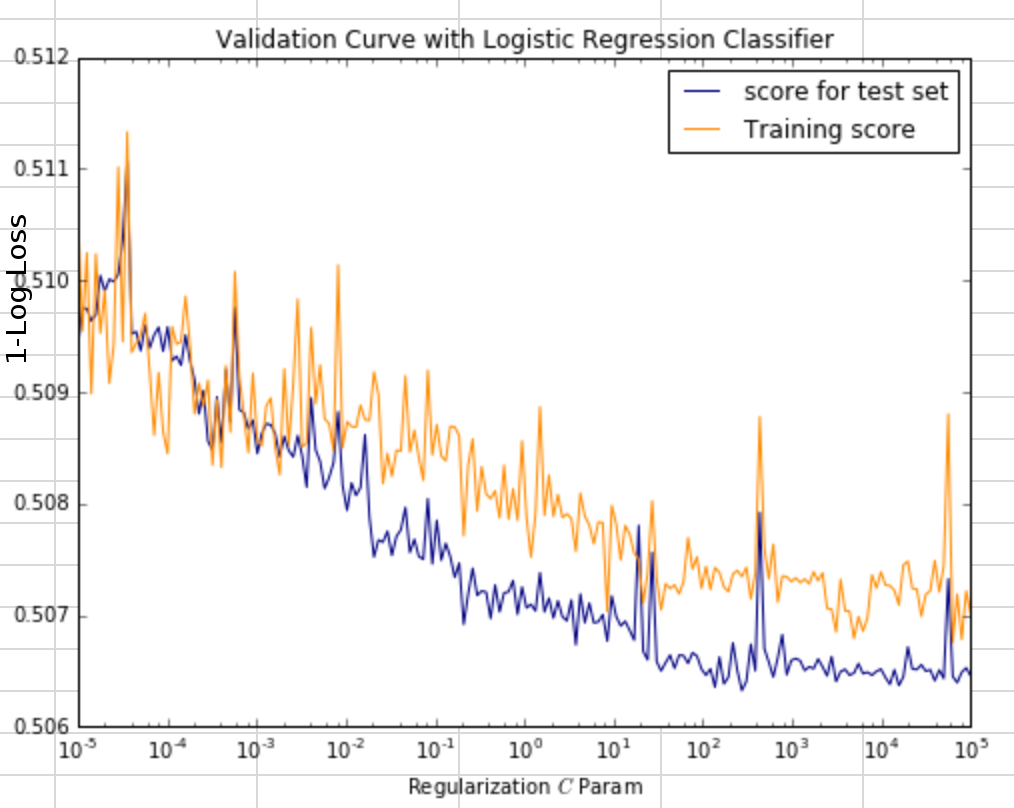 Validation Curve with Logistic Regression Classifier
0.512
0.511
0.510
0.509
0.508
0.507
0.506
1-Log Loss
score for test set
Training score
10⁻⁵ 10⁻⁴ 10⁻³ 10⁻² 10⁻¹ 10⁰ 10¹ 10² 10³ 10⁴ 10⁵
Regularization C Param